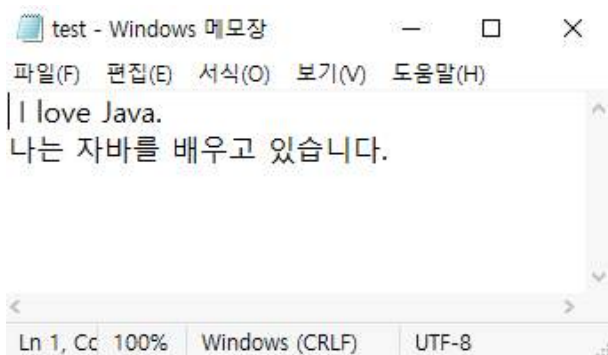 test - Windows 메모장
파일(F) 편집(E) 서식(O) 보기(V) 도움말(H)
I love Java.
나는 자바를 배우고 있습니다.
Ln 1, Cc 100% Windows (CRLF) UTF-8